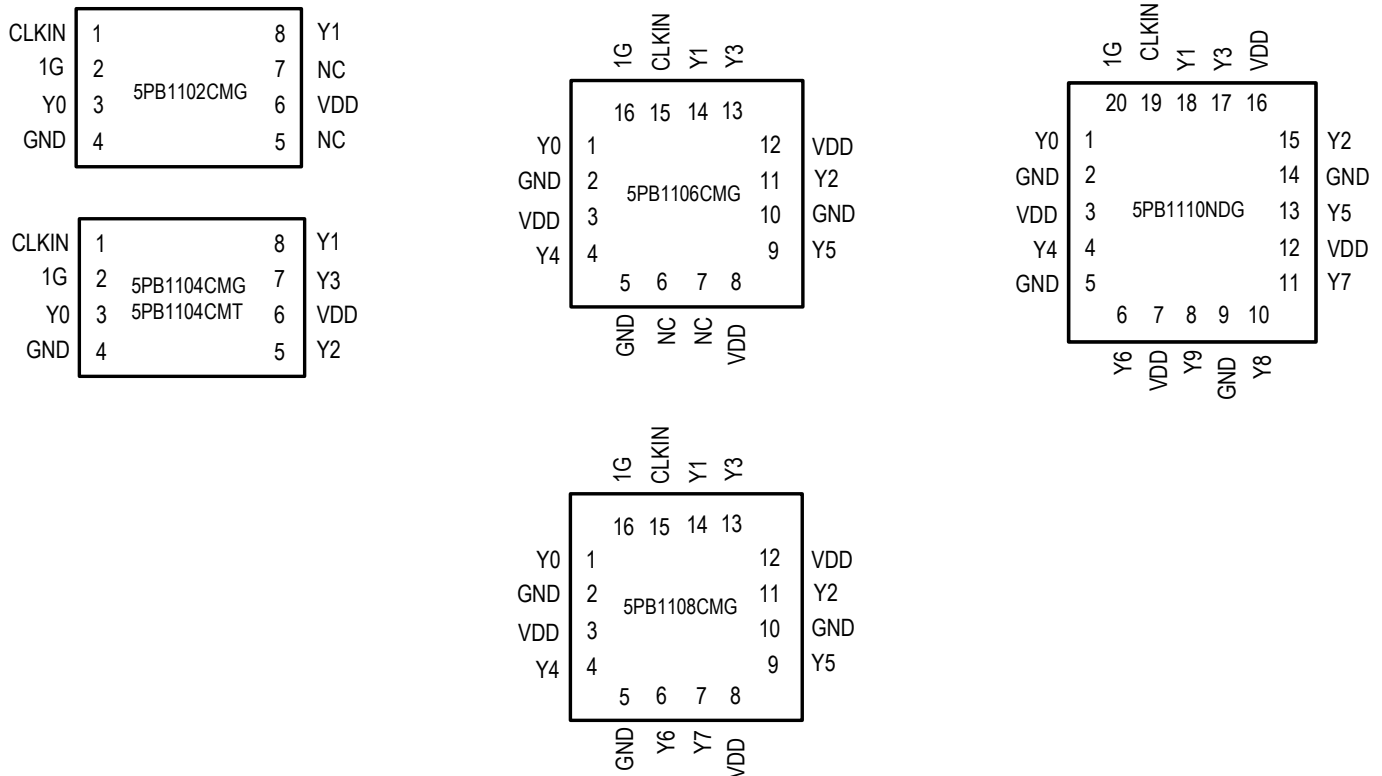 CLKIN 1 8 Y1
1G 2 7 NC
5PB1102CMG
Y0 3 6 VDD
GND 4 5 NC
CLKIN 1 8 Y1
1G 2 7 Y3
5PB1104CMG
5PB1104CMT
Y0 3 6 VDD
GND 4 5 Y2
1G CLKIN Y1 Y3
16 15 14 13
Y0 1 12 VDD
GND 2 11 Y2
5PB1106CMG
VDD 3 10 GND
Y4 4 9 Y5
5 6 7 8
GND NC NC VDD
1G CLKIN Y1 Y3 VDD
20 19 18 17 16
Y0 1 15 Y2
GND 2 14 GND
VDD 3 5PB1110NDG 13 Y5
Y4 4 12 VDD
GND 5 11 Y7
6 7 8 9 10
Y6 VDD Y9 GND Y8
1G CLKIN Y1 Y3
16 15 14 13
Y0 1 12 VDD
GND 2 11 Y2
5PB1108CMG
VDD 3 10 GND
Y4 4 9 Y5
5 6 7 8
GND Y6 Y7 VDD